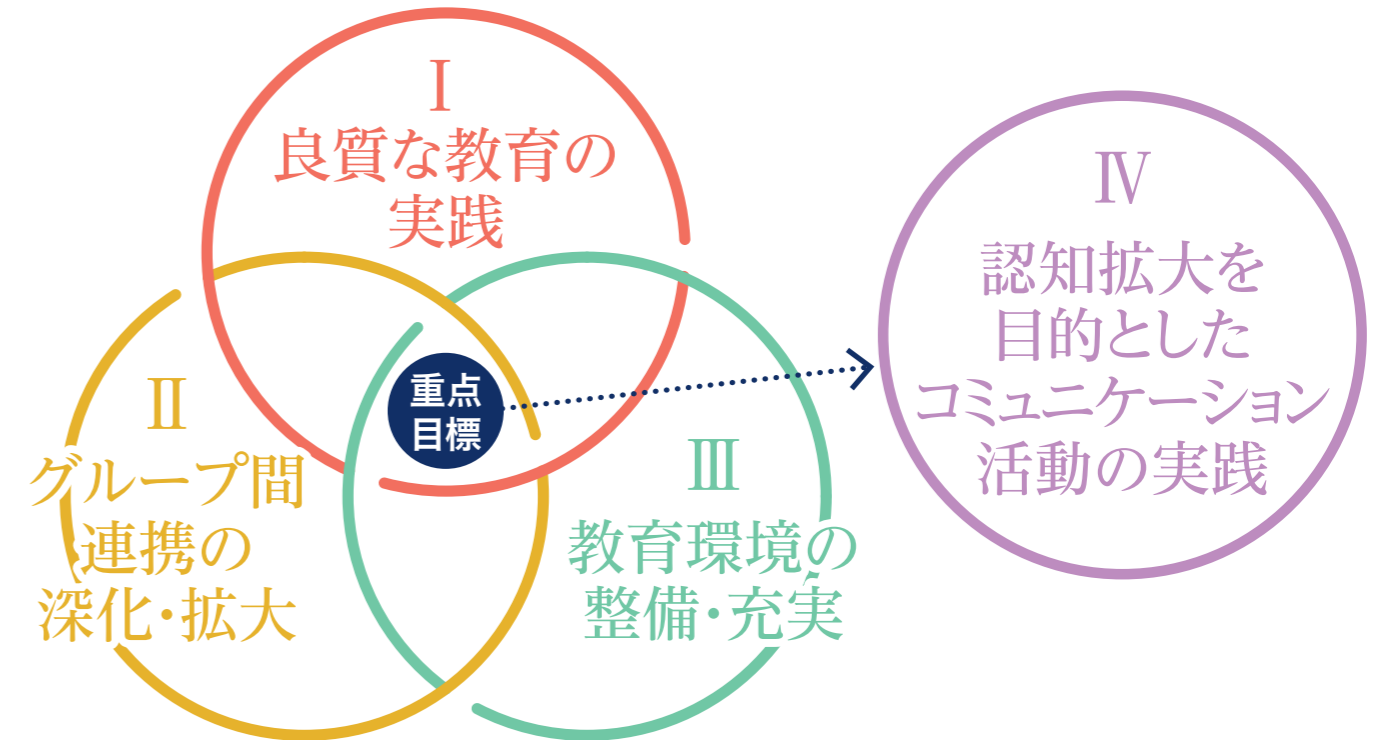 Ⅰ
良質な教育の
実践
Ⅱ
グループ間
連携の
深化・拡大
重点
目標
Ⅲ
教育環境の
整備・充実
Ⅳ
認知拡大を
目的とした
コミュニケーション
活動の実践